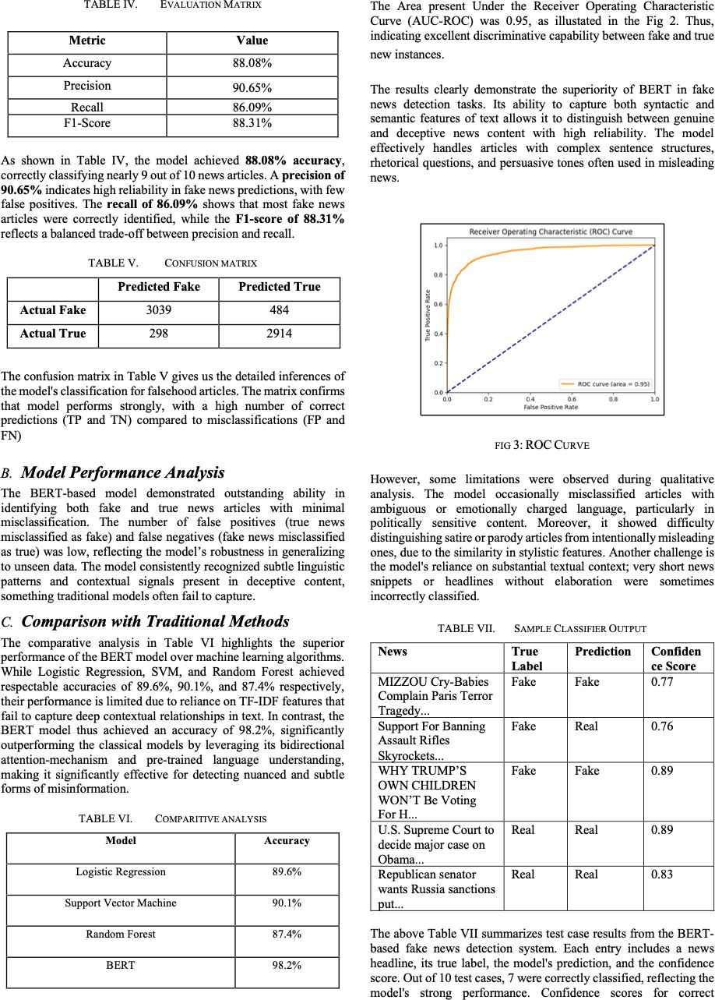 TABLE IV. EVALUATION MATRIX
Metric Value
Accuracy 88.08%
Precision 90.65%
Recall 86.09%
F1-Score 88.31%
As shown in Table IV, the model achieved 88.08% accuracy,
correctly classifying nearly 9 out of 10 news articles. A precision of
90.65% indicates high reliability in fake news predictions, with few
false positives. The recall of 86.09% shows that most fake news
articles were correctly identified, while the F1-score of 88.31%
reflects a balanced trade-off between precision and recall.
TABLE V. CONFUSION MATRIX
Predicted Fake Predicted True
Actual Fake 3039 484
Actual True 298 2914
The confusion matrix in Table V gives us the detailed inferences of
the model's classification for falsehood articles. The matrix confirms
that model performs strongly, with a high number of correct
predictions (TP and TN) compared to misclassifications (FP and
FN)
B. Model Performance Analysis
The BERT-based model demonstrated outstanding ability in
identifying both fake and true news articles with minimal
misclassification. The number of false positives (true news
misclassified as fake) and false negatives (fake news misclassified
as true) was low, reflecting the model's robustness in generalizing
to unseen data. The model consistently recognized subtle linguistic
patterns and contextual signals present in deceptive content,
something traditional models often fail to capture.
C. Comparison with Traditional Methods
The comparative analysis in Table VI highlights the superior
performance of the BERT model over machine learning algorithms.
While Logistic Regression, SVM, and Random Forest achieved
respectable accuracies of 89.6%, 90.1%, and 87.4% respectively,
their performance is limited due to reliance on TF-IDF features that
fail to capture deep contextual relationships in text. In contrast, the
BERT model thus achieved an accuracy of 98.2%, significantly
outperforming the classical models by leveraging its bidirectional
attention-mechanism and pre-trained language understanding,
making it significantly effective for detecting nuanced and subtle
forms of misinformation.
TABLE VI. COMPARITIVE ANALYSIS
Model Accuracy
Logistic Regression 89.6%
Support Vector Machine 90.1%
Random Forest 87.4%
BERT 98.2%
The Area present Under the Receiver Operating Characteristic
Curve (AUC-ROC) was 0.95, as illustated in the Fig 2. Thus,
indicating excellent discriminative capability between fake and true
new instances.
The results clearly demonstrate the superiority of BERT in fake
news detection tasks. Its ability to capture both syntactic and
semantic features of text allows it to distinguish between genuine
and deceptive news content with high reliability. The model
effectively handles articles with complex sentence structures,
rhetorical questions, and persuasive tones often used in misleading
news.
Receiver Operating Characteristic (ROC) Curve
True Positive Rate
1.0
0.8
0.6
0.4
0.2
0.0
ROC curve (area = 0.95)
0.0 0.2 0.4 0.6 0.8 1.0
False Positive Rate
FIG 3: ROC CURVE
However, some limitations were observed during qualitative
analysis. The model occasionally misclassified articles with
ambiguous or emotionally charged language, particularly in
politically sensitive content. Moreover, it showed difficulty
distinguishing satire or parody articles from intentionally misleading
ones, due to the similarity in stylistic features. Another challenge is
the model's reliance on substantial textual context; very short news
snippets or headlines without elaboration were sometimes
incorrectly classified.
TABLE VII. SAMPLE CLASSIFIER OUTPUT
News True Prediction Confiden
Label ce Score
MIZZOU Cry-Babies Fake Fake 0.77
Complain Paris Terror
Tragedy...
Support For Banning Fake Real 0.76
Assault Rifles
Skyrockets...
WHY TRUMP'S Fake Fake 0.89
OWN CHILDREN
WON'T Be Voting
For H...
U.S. Supreme Court to Real Real 0.89
decide major case on
Obama...
Republican senator Real Real 0.83
wants Russia sanctions
put...
The above Table VII summarizes test case results from the BERT-
based fake news detection system. Each entry includes a news
headline, its true label, the model's prediction, and the confidence
score. Out of 10 test cases, 7 were correctly classified, reflecting the
model's strong performance. Confidence scores for correct